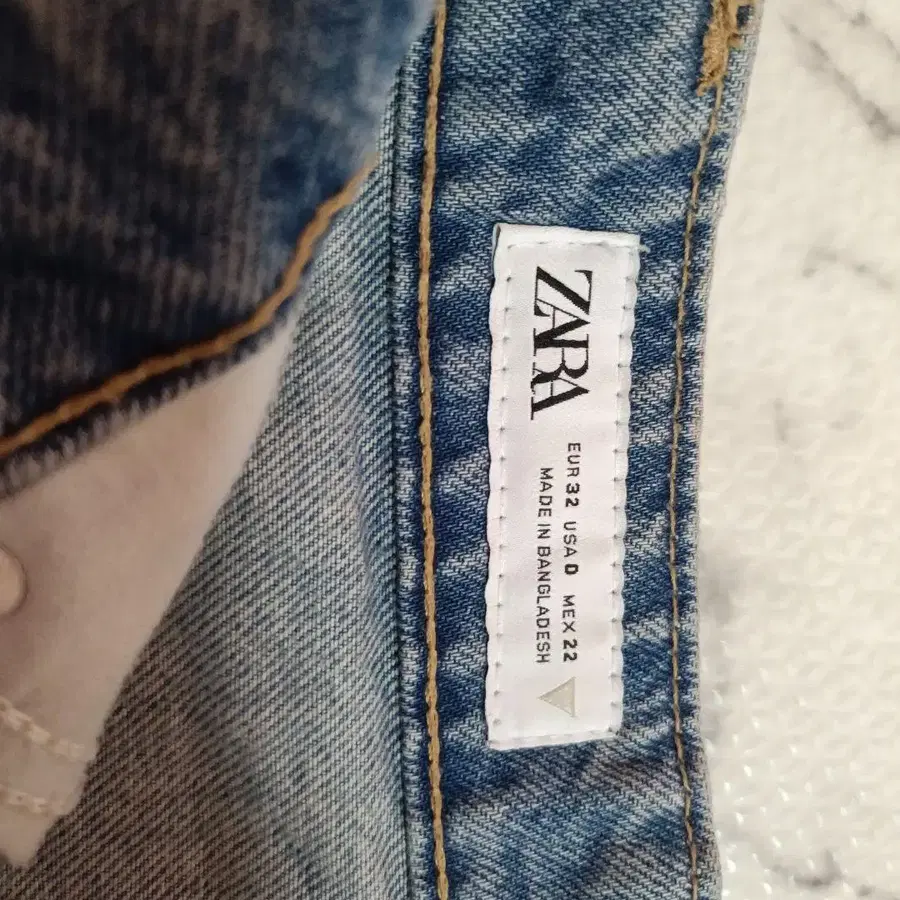 ZARA
EUR 32 USA 0 MEX 22
MADE IN BANGLADESH